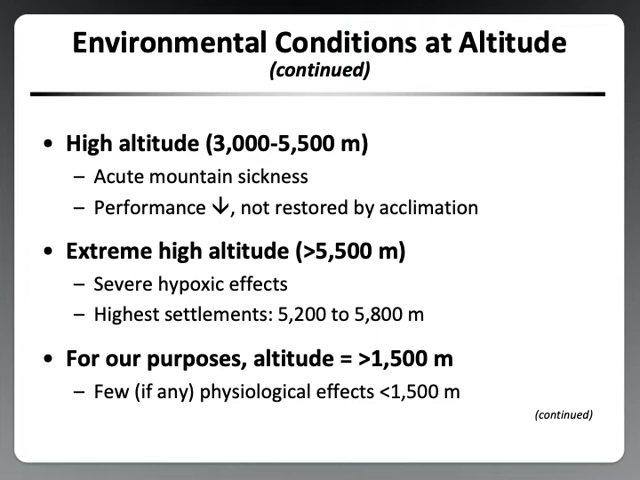 Environmental Conditions at Altitude
(continued)
• High altitude (3,000-5,500 m)
– Acute mountain sickness
– Performance ↓, not restored by acclimation
• Extreme high altitude (>5,500 m)
– Severe hypoxic effects
– Highest settlements: 5,200 to 5,800 m
• For our purposes, altitude = >1,500 m
– Few (if any) physiological effects <1,500 m
(continued)